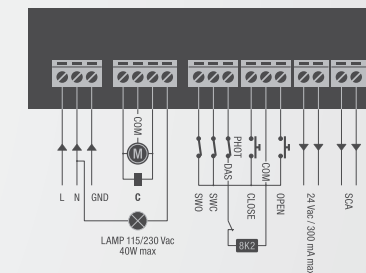 COM
M
L
N
GND
C
LAMP 115/230 Vac
40W max
SWO
SWC
PHOT
DAS
CLOSE
COM
OPEN
8K2
24 Vac / 300 mA max
SCA